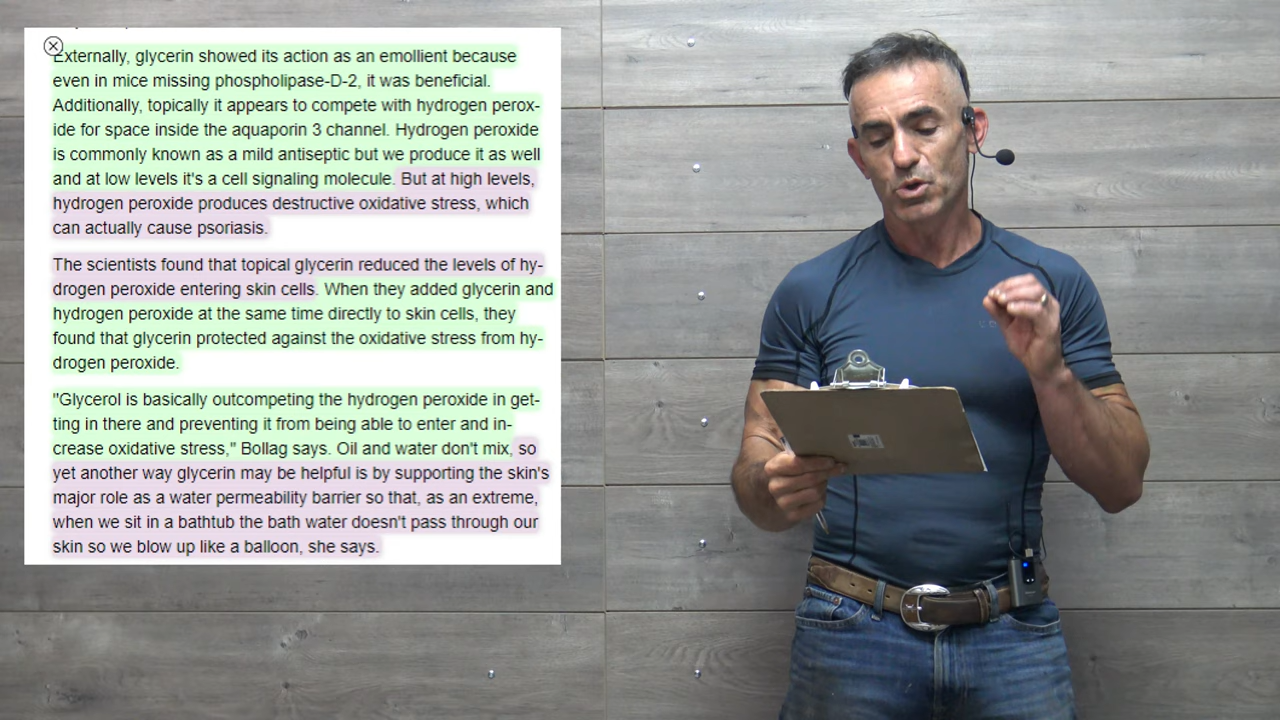 Externally, glycerin showed its action as an emollient because
even in mice missing phospholipase-D-2, it was beneficial.
Additionally, topically it appears to compete with hydrogen perox-
ide for space inside the aquaporin 3 channel. Hydrogen peroxide
is commonly known as a mild antiseptic but we produce it as well
and at low levels it's a cell signaling molecule. But at high levels,
hydrogen peroxide produces destructive oxidative stress, which
can actually cause psoriasis.
The scientists found that topical glycerin reduced the levels of hy-
drogen peroxide entering skin cells. When they added glycerin and
hydrogen peroxide at the same time directly to skin cells, they
found that glycerin protected against the oxidative stress from hy-
drogen peroxide.
"Glycerol is basically outcompeting the hydrogen peroxide in get-
ting in there and preventing it from being able to enter and in-
crease oxidative stress," Bollag says. Oil and water don't mix, so
yet another way glycerin may be helpful is by supporting the skin's
major role as a water permeability barrier so that, as an extreme,
when we sit in a bathtub the bath water doesn't pass through our
skin so we blow up like a balloon, she says.